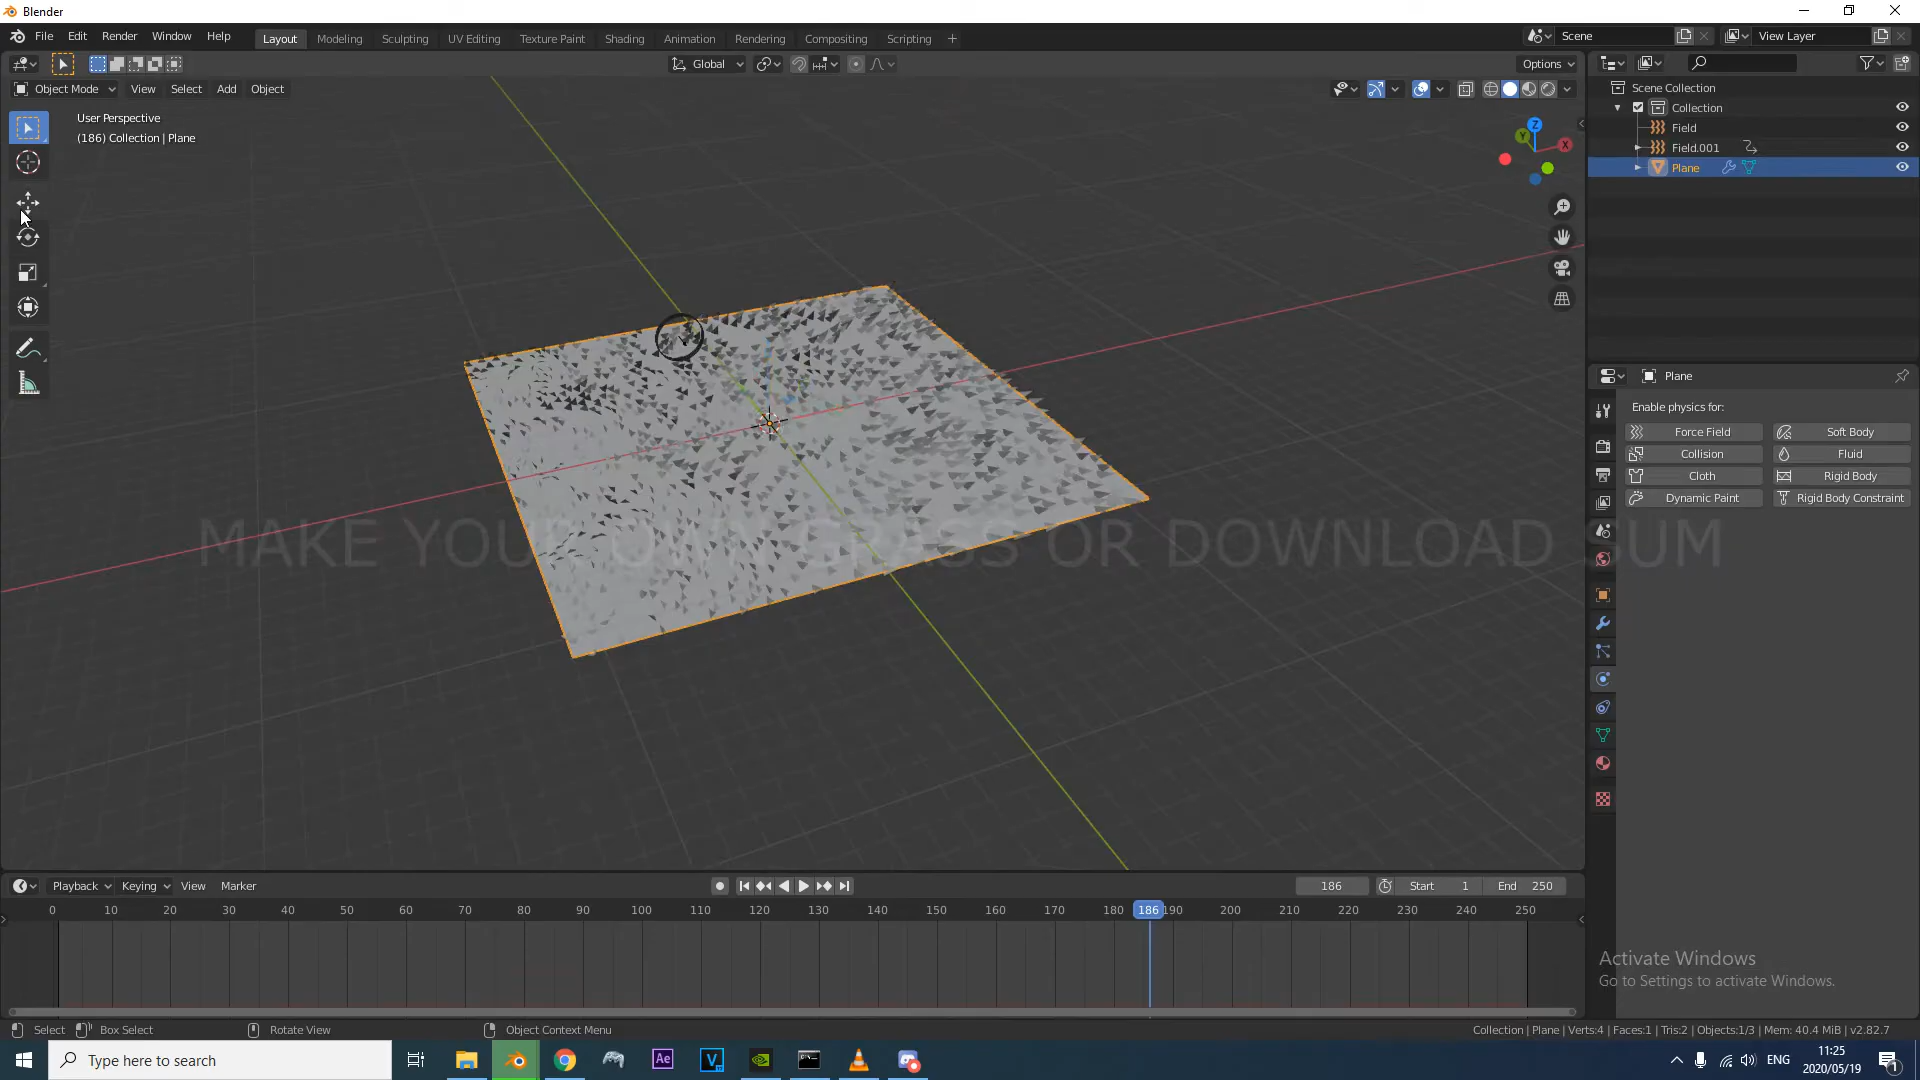 Blender
File Edit Render Window Help
Layout Modeling Sculpting UV Editing Texture Paint Shading Animation Rendering Compositing Scripting +
Scene
View Layer
Global
Options
Object Mode View Select Add Object
User Perspective
(186) Collection | Plane
Z
Y
X
Scene Collection
Collection
Field
Field.001
Plane
Plane
Enable physics for:
Force Field Soft Body
Collision Fluid
Cloth Rigid Body
Dynamic Paint Rigid Body Constraint
MAKE YOUR OWN GRASS OR DOWNLOAD SUM
Playback Keying View Marker
186 Start 1 End 250
0 10 20 30 40 50 60 70 80 90 100 110 120 130 140 150 160 170 180 186 190 200 210 220 230 240 250
Activate Windows
Go to Settings to activate Windows.
Select Box Select Rotate View Object Context Menu
Collection | Plane | Verts:4 | Faces:1 | Tris:2 | Objects:1/3 | Mem: 40.4 MiB | v2.82.7
Type here to search
Ae
V
ENG
11:25
2020/05/19
1